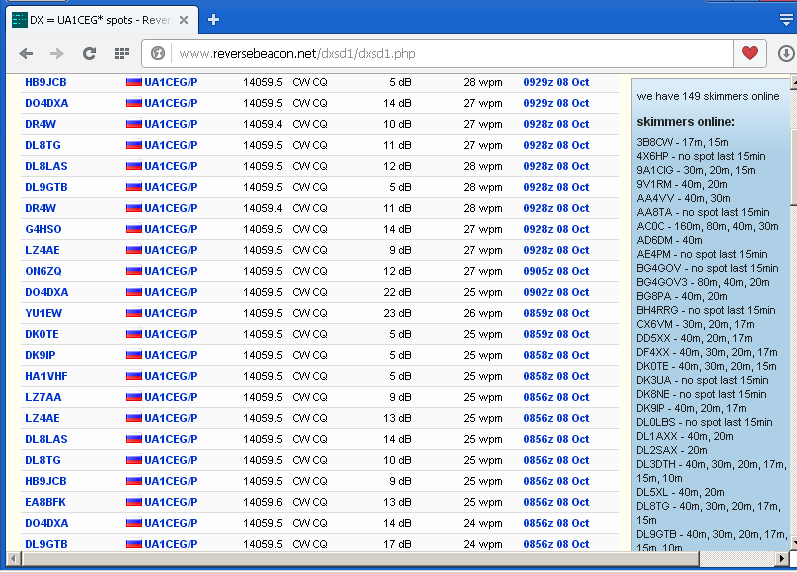 DX = UA1CEG* spots - Rever
www.reversebeacon.net/dxsd1/dxsd1.php
HB9JCB UA1CEG/P 14059.5 CW CQ 5 dB 28 wpm 0929z 08 Oct
DO4DXA UA1CEG/P 14059.5 CW CQ 14 dB 27 wpm 0929z 08 Oct
DR4W UA1CEG/P 14059.4 CW CQ 10 dB 27 wpm 0928z 08 Oct
DL8TG UA1CEG/P 14059.5 CW CQ 11 dB 27 wpm 0928z 08 Oct
DL8LAS UA1CEG/P 14059.5 CW CQ 12 dB 28 wpm 0928z 08 Oct
DL9GTB UA1CEG/P 14059.5 CW CQ 5 dB 28 wpm 0928z 08 Oct
DR4W UA1CEG/P 14059.4 CW CQ 11 dB 28 wpm 0928z 08 Oct
G4HSO UA1CEG/P 14059.5 CW CQ 14 dB 27 wpm 0928z 08 Oct
LZ4AE UA1CEG/P 14059.5 CW CQ 9 dB 27 wpm 0928z 08 Oct
ON6ZQ UA1CEG/P 14059.5 CW CQ 12 dB 27 wpm 0905z 08 Oct
DO4DXA UA1CEG/P 14059.5 CW CQ 22 dB 25 wpm 0902z 08 Oct
YU1EW UA1CEG/P 14059.5 CW CQ 23 dB 26 wpm 0859z 08 Oct
DK0TE UA1CEG/P 14059.5 CW CQ 5 dB 25 wpm 0859z 08 Oct
DK9IP UA1CEG/P 14059.5 CW CQ 5 dB 25 wpm 0858z 08 Oct
HA1VHF UA1CEG/P 14059.5 CW CQ 5 dB 25 wpm 0858z 08 Oct
LZ7AA UA1CEG/P 14059.5 CW CQ 9 dB 25 wpm 0856z 08 Oct
LZ4AE UA1CEG/P 14059.5 CW CQ 13 dB 25 wpm 0856z 08 Oct
DL8LAS UA1CEG/P 14059.5 CW CQ 14 dB 25 wpm 0856z 08 Oct
DL8TG UA1CEG/P 14059.5 CW CQ 10 dB 25 wpm 0856z 08 Oct
HB9JCB UA1CEG/P 14059.5 CW CQ 9 dB 25 wpm 0856z 08 Oct
EA8BFK UA1CEG/P 14059.6 CW CQ 13 dB 25 wpm 0856z 08 Oct
DO4DXA UA1CEG/P 14059.5 CW CQ 14 dB 24 wpm 0856z 08 Oct
DL9GTB UA1CEG/P 14059.5 CW CQ 17 dB 24 wpm 0856z 08 Oct
we have 149 skimmers online
skimmers online:
3B8CW - 17m, 15m
4X6HP - no spot last 15min
9A1CIG - 30m, 20m, 15m
9V1RM - 40m, 20m
AA4VV - 40m, 30m
AA8TA - no spot last 15min
AC0C - 160m, 80m, 40m, 30m
AD6DM - 40m
AE4PM - no spot last 15min
BG4GOV - no spot last 15min
BG4GOV3 - 80m, 40m, 20m
BG8PA - 40m, 20m
BH4RRG - no spot last 15min
CX6VM - 30m, 20m, 17m
DD5XX - 40m, 20m, 17m
DF4XX - 40m, 30m, 20m, 17m
DK0TE - 40m, 30m, 20m, 15m
DK3UA - no spot last 15min
DK8NE - no spot last 15min
DK9IP - 40m, 20m, 17m
DL0LBS - no spot last 15min
DL1AXX - 40m, 20m
DL2SAX - 20m
DL3DTH - 40m, 30m, 20m, 17m,
15m, 10m
DL5XL - 40m, 20m
DL8TG - 40m, 30m, 20m, 17m,
15m
DL9GTB - 40m, 30m, 20m, 17m,
15m, 10m